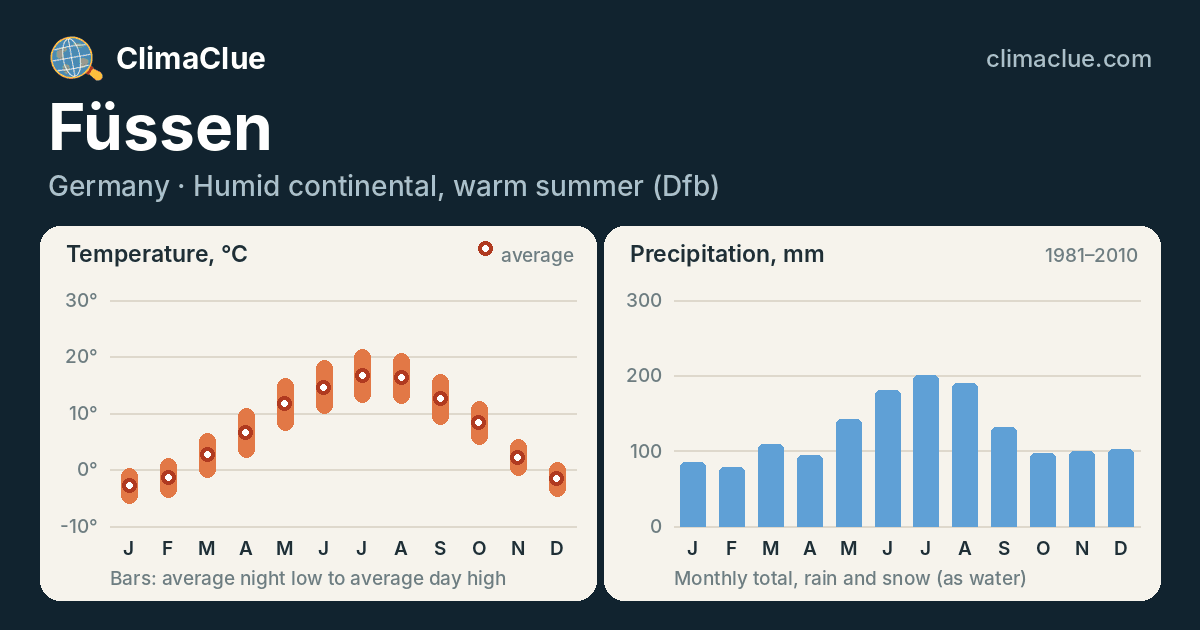 ClimaClue
climaclue.com
Füssen
Germany · Humid continental, warm summer (Dfb)
Temperature, °C
average
30°
20°
10°
0°
-10°
J F M A M J J A S O N D
Bars: average night low to average day high
Precipitation, mm
1981–2010
300
200
100
0
J F M A M J J A S O N D
Monthly total, rain and snow (as water)